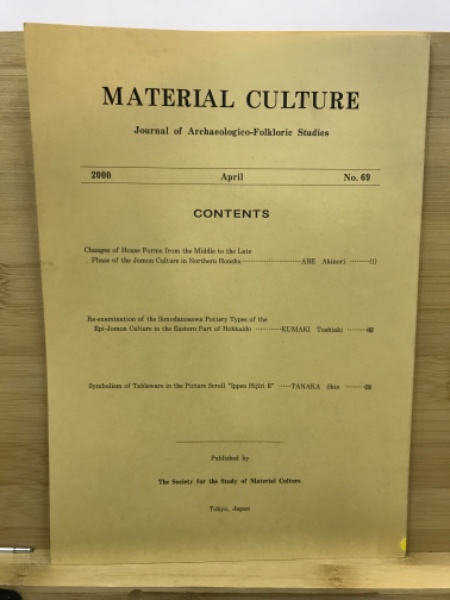 MATERIAL CULTURE
Journal of Archaeologico-Folkloric Studies
2000 April No. 69
CONTENTS
Changes of House Forms from the Middle to the Late
Phase of the Jomon Culture in Northern Honshu ABE Akinori (1)
Re-examination of the Simodanosawa Pottery Types of the
Epi-Jomon Culture in the Eastern Part of Hokkaido KUMAKI Toshiaki
Symbolism of Tableware in the Picture Scroll "Ippen Hijiri E" TANAKA Shin
Published by
The Society for the Study of Material Culture
Tokyo, Japan